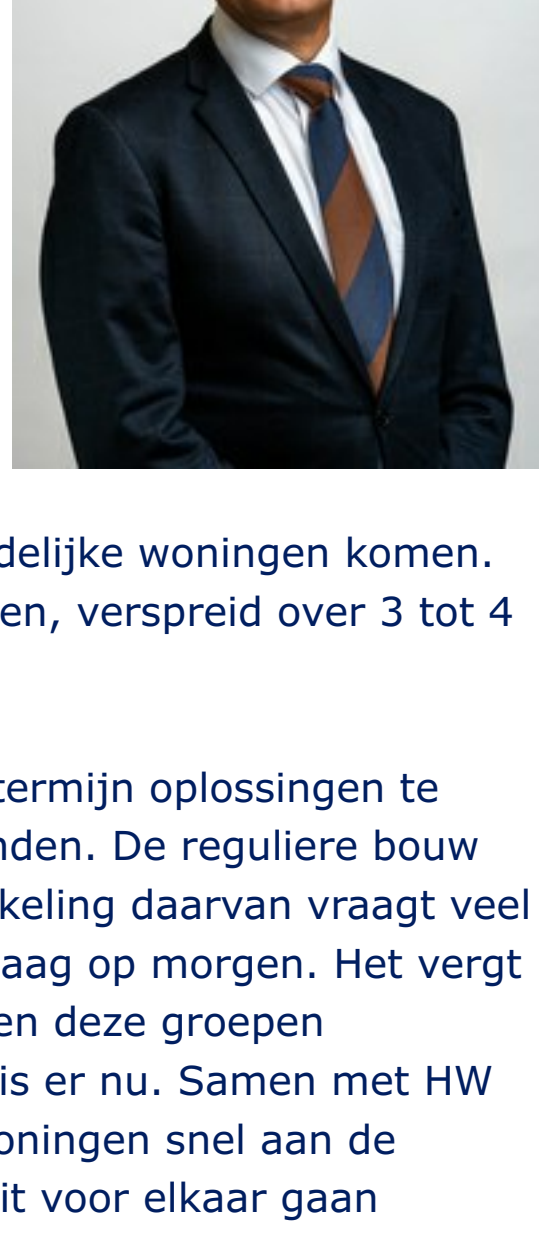 delijke woningen komen.
en, verspreid over 3 tot 4
termijn oplossingen te
nden. De reguliere bouw
keling daarvan vraagt veel
aag op morgen. Het vergt
en deze groepen
is er nu. Samen met HW
oningen snel aan de
it voor elkaar gaan